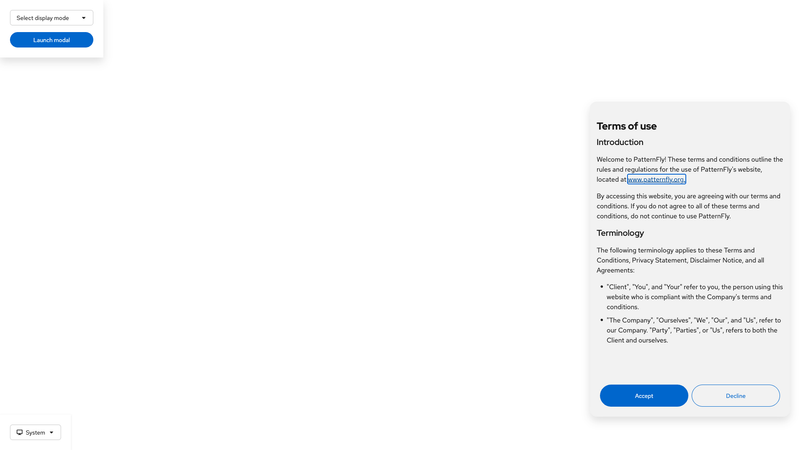 Select display mode
Launch modal
Terms of use
Introduction
Welcome to PatternFly! These terms and conditions outline the
rules and regulations for the use of PatternFly's website,
located at www.patternfly.org.
By accessing this website, you are agreeing with our terms and
conditions. If you do not agree to all of these terms and
conditions, do not continue to use PatternFly.
Terminology
The following terminology applies to these Terms and
Conditions, Privacy Statement, Disclaimer Notice, and all
Agreements:
• "Client", "You", and "Your" refer to you, the person using this
website who is compliant with the Company's terms and
conditions.
• "The Company", "Ourselves", "We", "Our", and "Us", refer to
our Company. "Party", "Parties", or "Us", refers to both the
Client and ourselves.
Accept
Decline
System